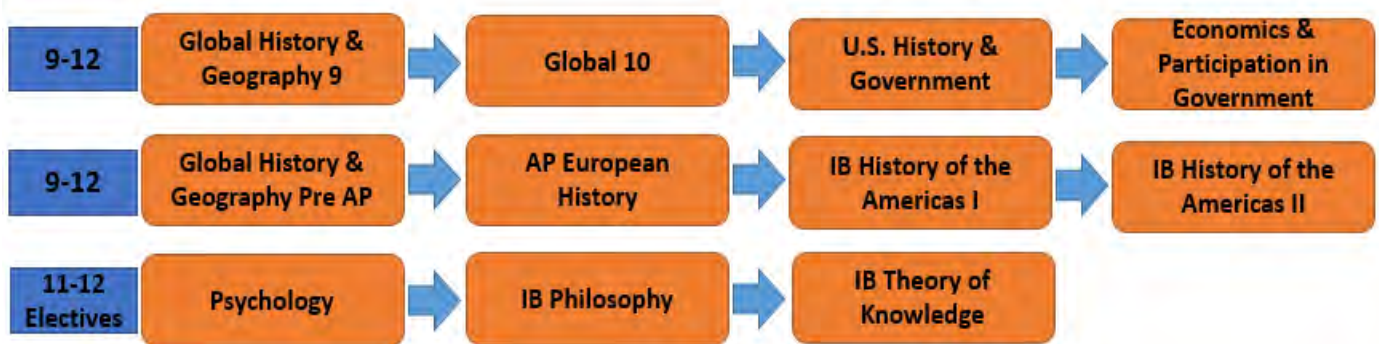 9-12
Global History &
Geography 9
Global 10
U.S. History &
Government
Economics &
Participation in
Government
9-12
Global History &
Geography Pre AP
AP European
History
IB History of the
Americas I
IB History of the
Americas II
11-12
Electives
Psychology
IB Philosophy
IB Theory of
Knowledge